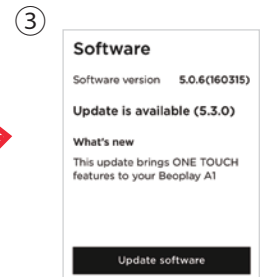 ③
Software
Software version 5.0.6(160315)
Update is available (5.3.0)
What's new
This update brings ONE TOUCH
features to your Beoplay A1
Update software